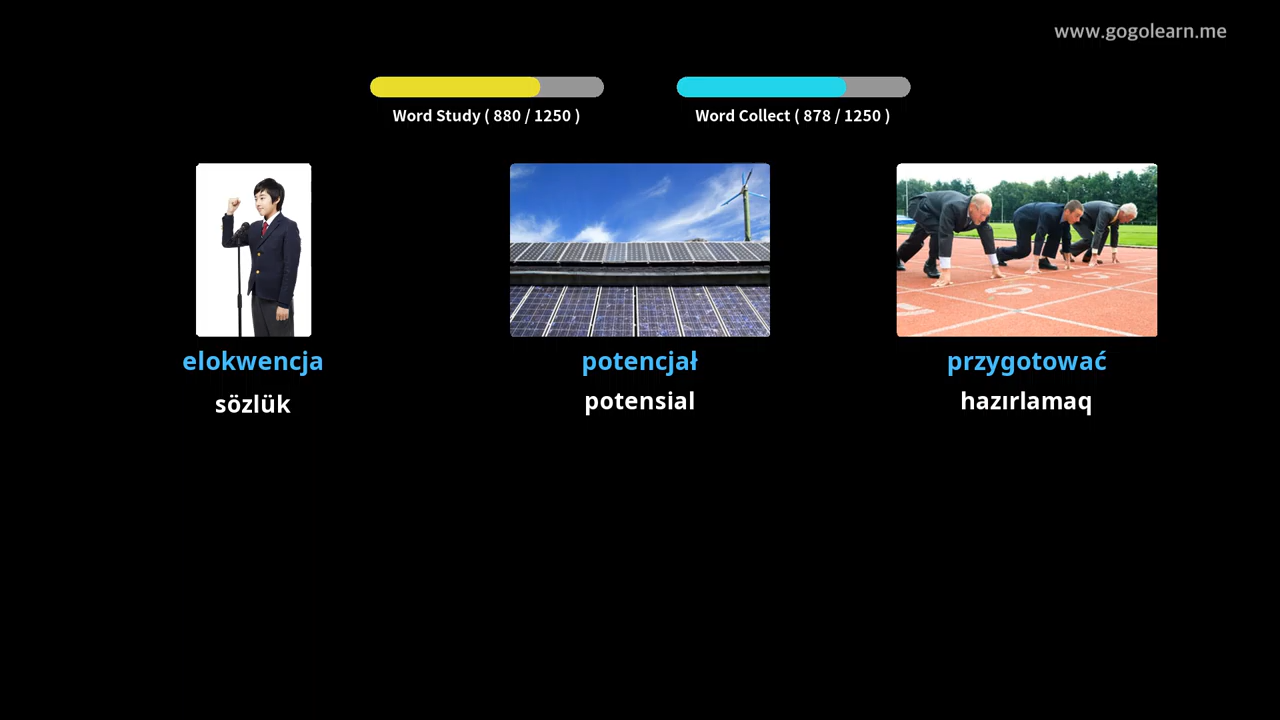 www.gogolearn.me
Word Study ( 880 / 1250 )
Word Collect ( 878 / 1250 )
elokwencja
potencjał
przygotować
sözlük
potensial
hazırlamaq